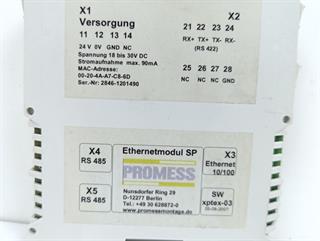 X1
Versorgung
11 12 13 14
24 V 0V GND NC
Spannung 18 bis 30V DC
Stromaufnahme max. 90mA
MAC-Adresse:
00-20-4A-A7-C8-6D
Ser.-Nr: 2846-1201490
X2
21 22 23 24
RX+ TX+ TX- RX-
(RS 422)
25 26 27 28
NC NC NC GND
X4
RS 485
X5
RS 485
Ethernetmodul SP
PROMESS
Nunsdorfer Ring 29
D-12277 Berlin
Tel.: +49 30 628872-0
www.promessmontage.de
X3
Ethernet
10/100
SW
xptex-03